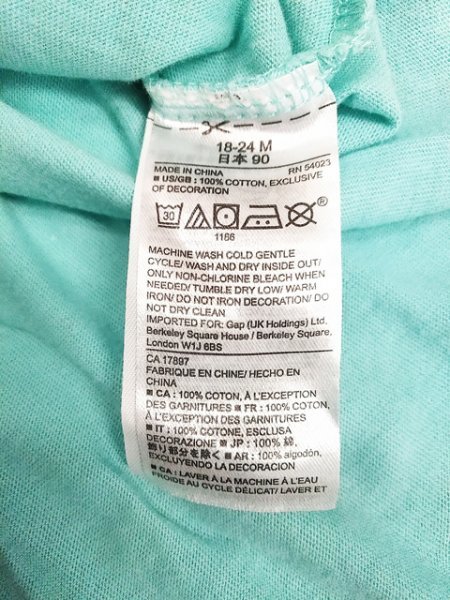 18-24 M
日本 90
MADE IN CHINA RN 54023
■ US/GB : 100% COTTON, EXCLUSIVE
OF DECORATION
30
1166
MACHINE WASH COLD GENTLE
CYCLE/ WASH AND DRY INSIDE OUT/
ONLY NON-CHLORINE BLEACH WHEN
NEEDED/ TUMBLE DRY LOW/ WARM
IRON/ DO NOT IRON DECORATION/ DO
NOT DRY CLEAN
IMPORTED FOR: Gap (UK Holdings) Ltd,
Berkeley Square House / Berkeley Square,
London W1J 6BS
CA 17897
FABRIQUE EN CHINE/ HECHO EN
CHINA
■ CA : 100% COTON, À L'EXCEPTION
DES GARNITURES ■ FR : 100% COTON,
À L'EXCEPTION DES GARNITURES
■ IT : 100% COTONE, ESCLUSA
DECORAZIONE ■ JP : 100% 綿,
飾り部分を除く ■ AR : 100% algodón,
EXCLUYENDO LA DECORACION
■ CA : LAVER À LA MACHINE À L'EAU
FROIDE AU CYCLE DÉLICAT/ LAVER ET